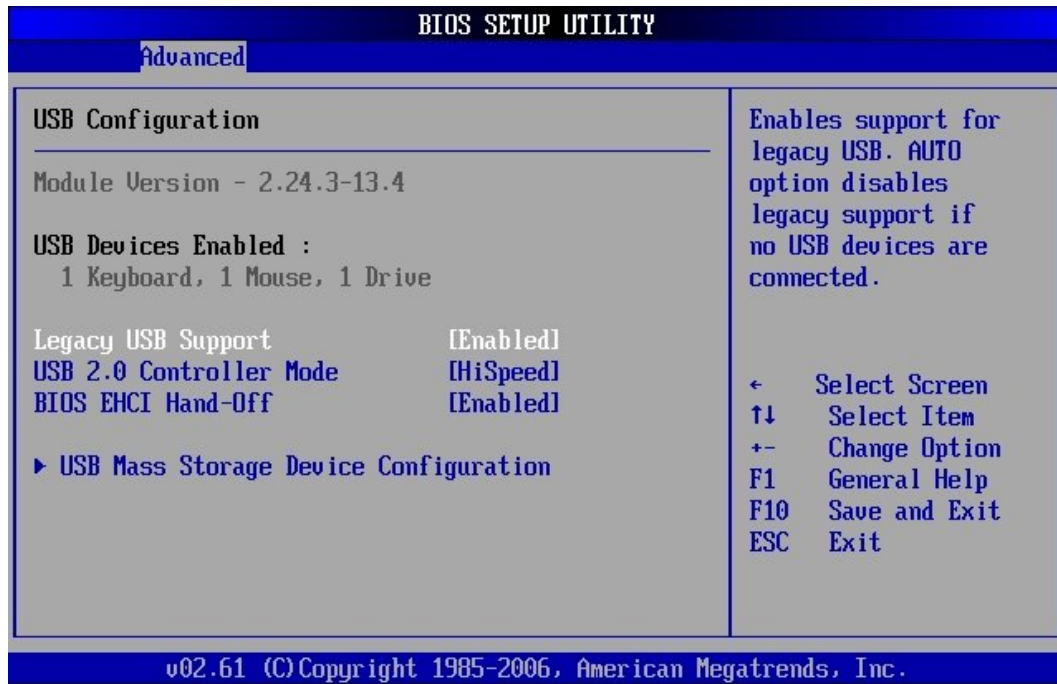 BIOS SETUP UTILITY
Advanced
USB Configuration
Module Version - 2.24.3-13.4
USB Devices Enabled :
1 Keyboard, 1 Mouse, 1 Drive
Legacy USB Support [Enabled]
USB 2.0 Controller Mode [HiSpeed]
BIOS EHCI Hand-Off [Enabled]
▶ USB Mass Storage Device Configuration
Enables support for
legacy USB. AUTO
option disables
legacy support if
no USB devices are
connected.
← Select Screen
↑↓ Select Item
+- Change Option
F1 General Help
F10 Save and Exit
ESC Exit
v02.61 (C)Copyright 1985-2006, American Megatrends, Inc.